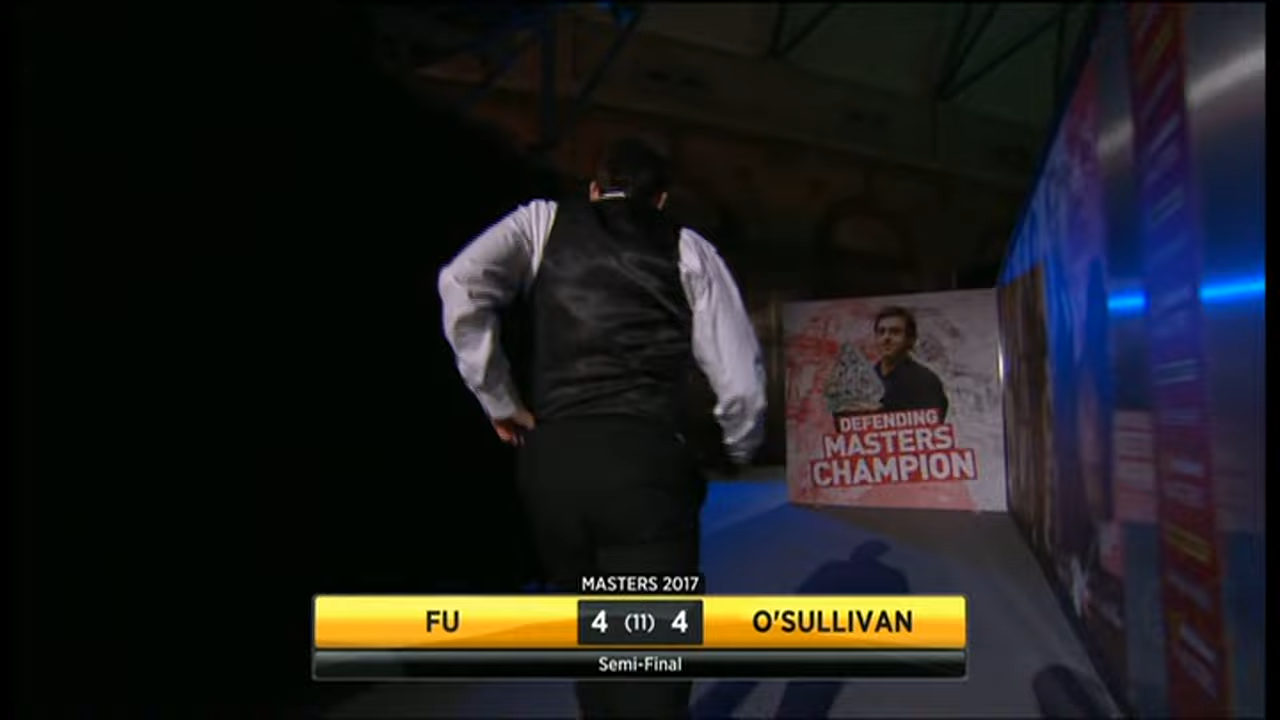 DEFENDING
MASTERS
CHAMPION
MASTERS 2017
FU 4 (11) 4 O'SULLIVAN
Semi-Final